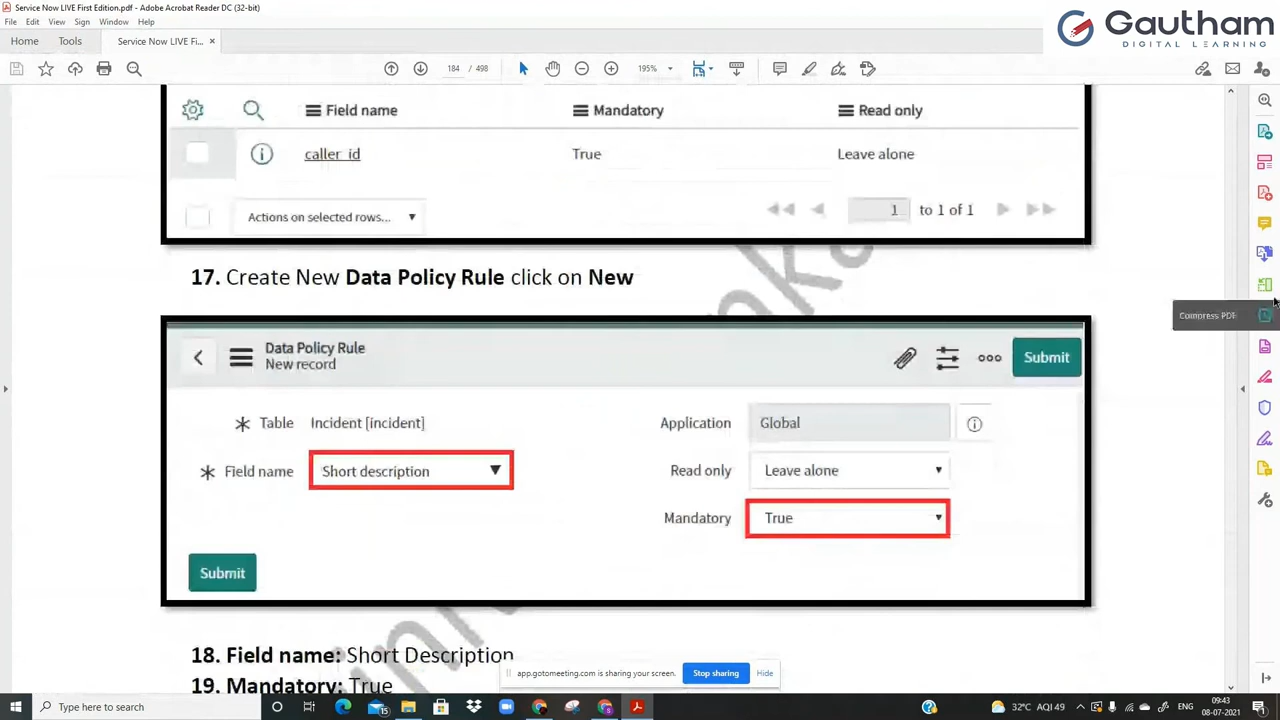 Service Now LIVE First Edition.pdf - Adobe Acrobat Reader DC (32-bit)
File Edit View Sign Window Help
Home Tools Service Now LIVE Fi... ×
Gautham
DIGITAL LEARNING
184 / 498 195%
Field name Mandatory Read only
caller_id True Leave alone
Actions on selected rows... 1 to 1 of 1
17. Create New Data Policy Rule click on New
Compress PDF
Data Policy Rule
New record
Submit
Table Incident [incident] Application Global
Field name Short description Read only Leave alone
Mandatory True
Submit
18. Field name: Short Description
19. Mandatory: True
app.gotomeeting.com is sharing your screen. Stop sharing Hide
Type here to search
15
32°C AQI 49
ENG
09:43
08-07-2021
1